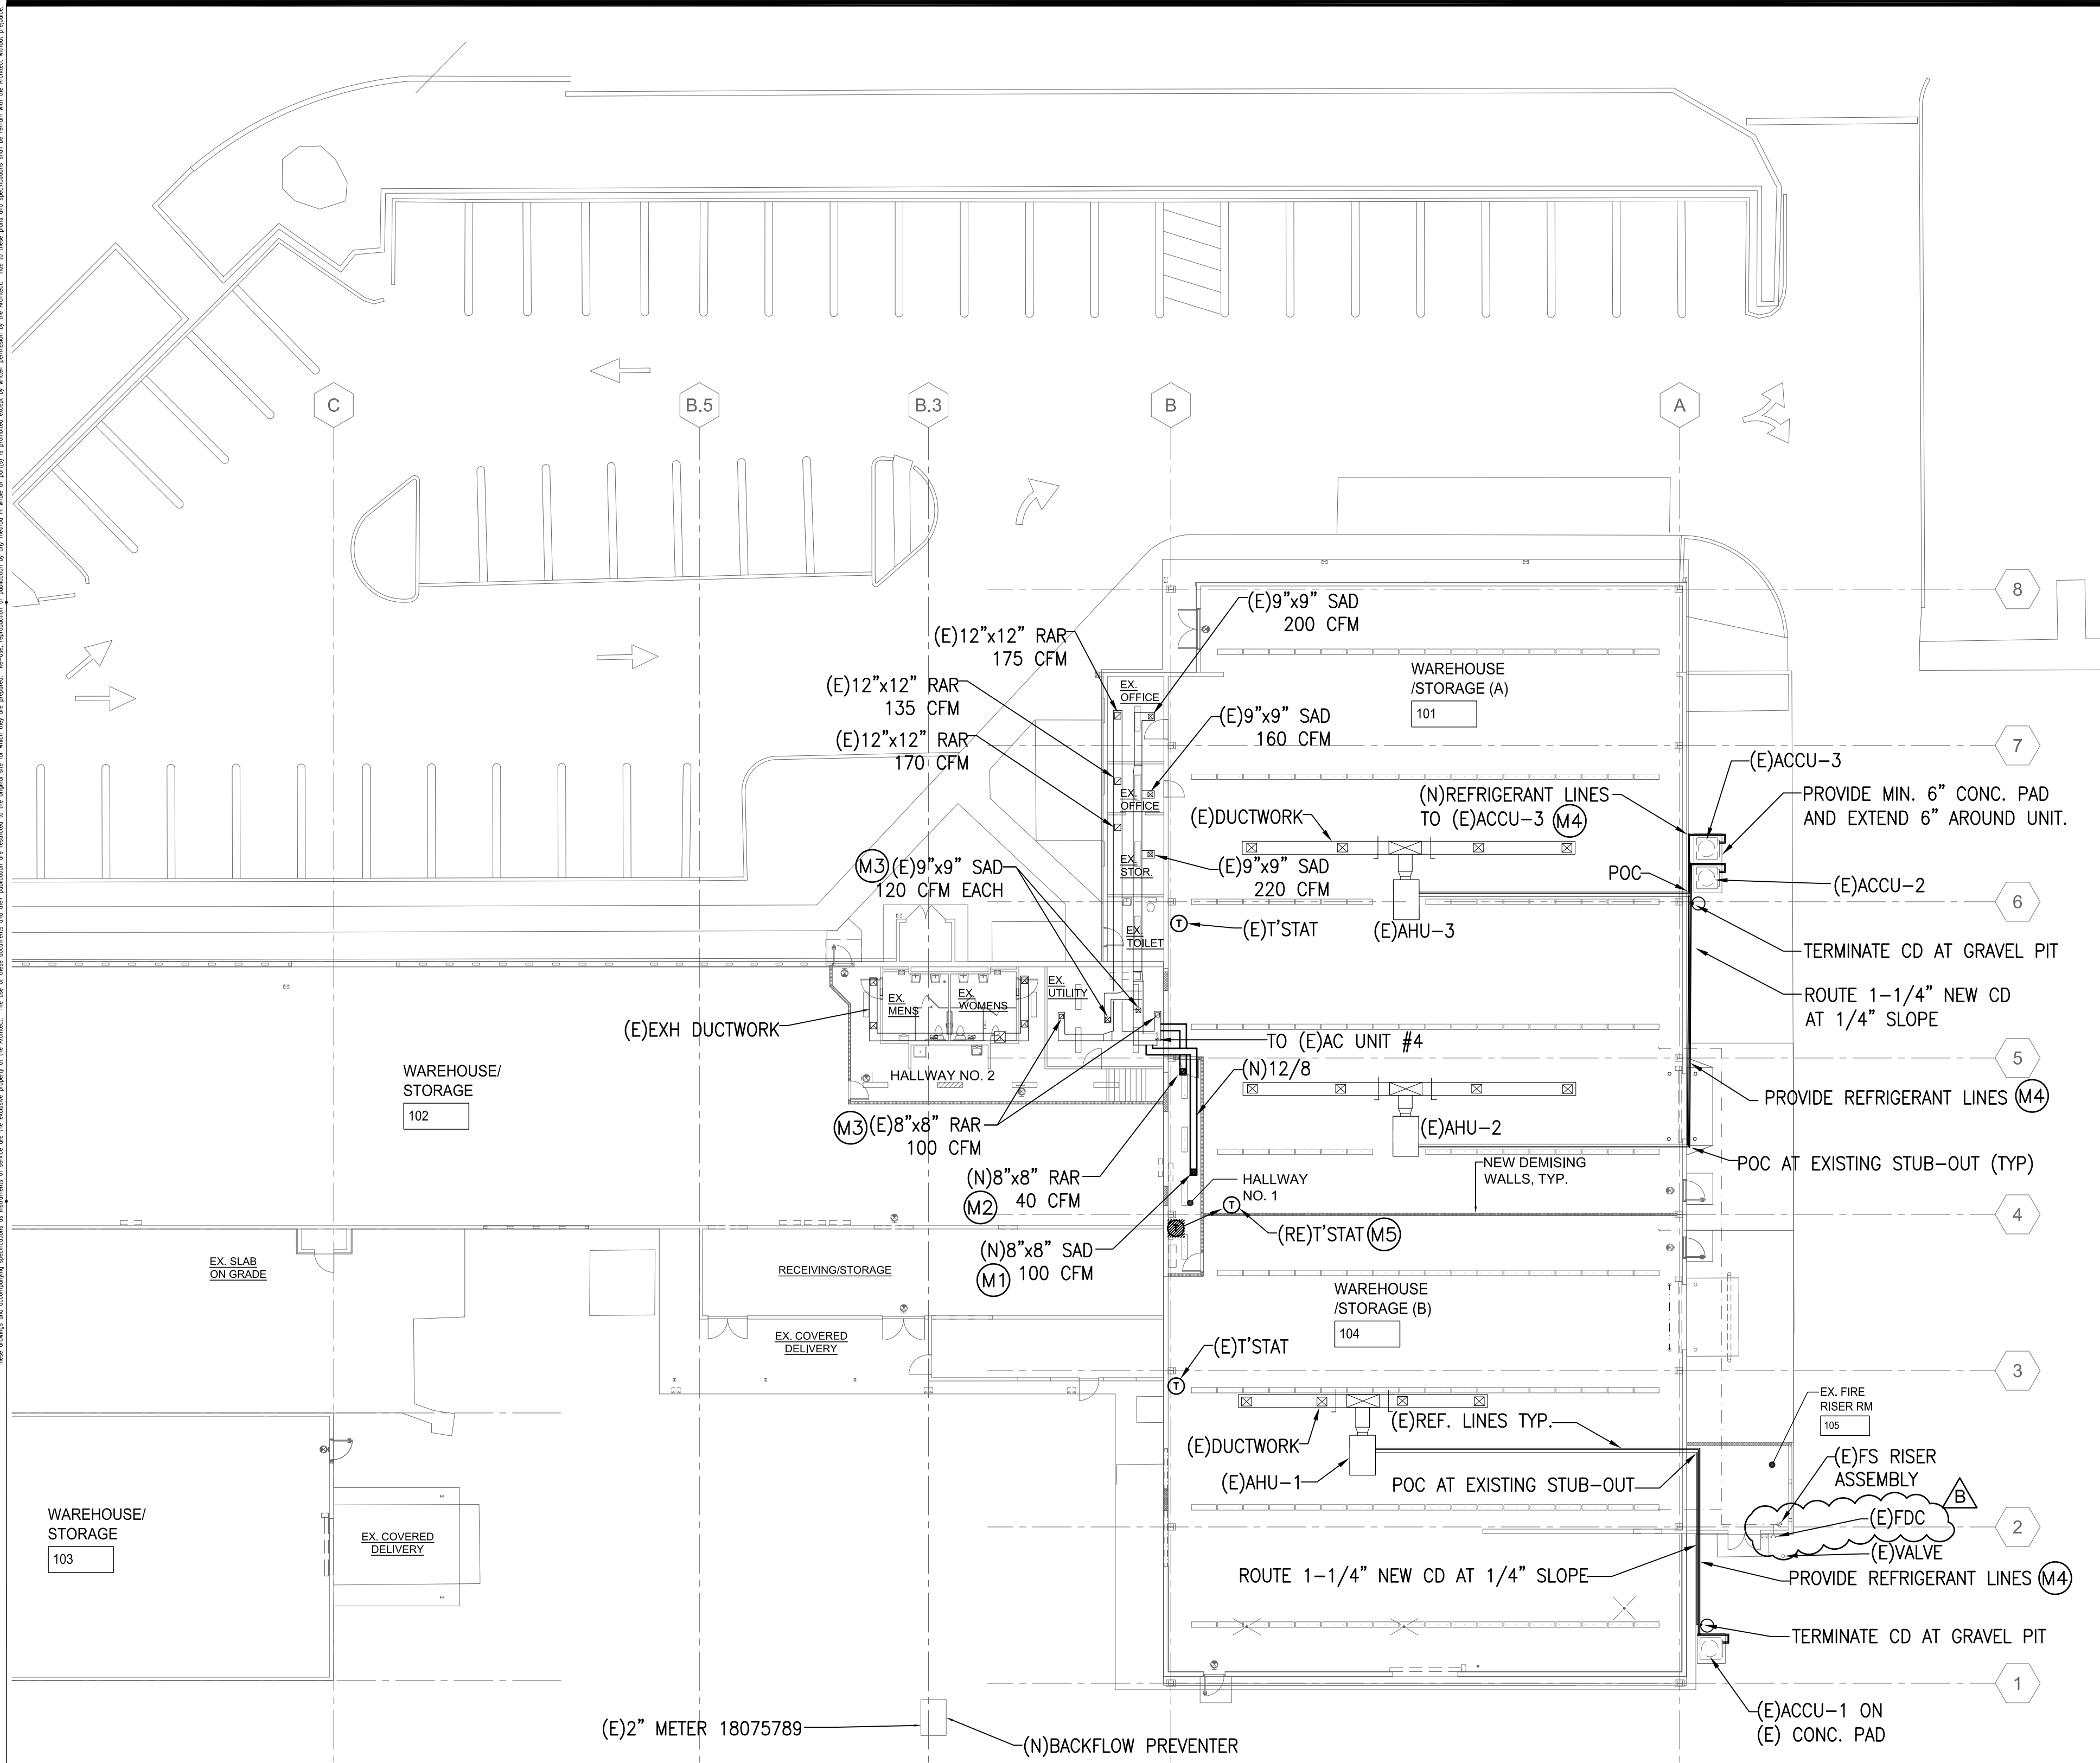 C
B.5
B.3
B
A
8
(E)9"x9" SAD
200 CFM
(E)12"x12" RAR
175 CFM
WAREHOUSE
/STORAGE (A)
101
EX.
OFFICE
(E)12"x12" RAR
135 CFM
(E)9"x9" SAD
160 CFM
(E)12"x12" RAR
170 CFM
7
(E)ACCU-3
PROVIDE MIN. 6" CONC. PAD
AND EXTEND 6" AROUND UNIT.
(N)REFRIGERANT LINES
TO (E)ACCU-3 M4
EX.
OFFICE
(E)DUCTWORK
M3 (E)9"x9" SAD
120 CFM EACH
EX.
STOR.
(E)9"x9" SAD
220 CFM
POC
(E)ACCU-2
6
T
(E)T'STAT
(E)AHU-3
EX.
TOILET
TERMINATE CD AT GRAVEL PIT
ROUTE 1-1/4" NEW CD
AT 1/4" SLOPE
EX.
MENS
EX.
WOMENS
EX.
UTILITY
(E)EXH DUCTWORK
TO (E)AC UNIT #4
5
(N)12/8
HALLWAY NO. 2
WAREHOUSE/
STORAGE
102
PROVIDE REFRIGERANT LINES M4
M3 (E)8"x8" RAR
100 CFM
(E)AHU-2
POC AT EXISTING STUB-OUT (TYP)
NEW DEMISING
WALLS, TYP.
(N)8"x8" RAR
M2 40 CFM
HALLWAY
NO. 1
T
4
(RE)T'STAT M5
T
(N)8"x8" SAD
M1 100 CFM
EX. SLAB
ON GRADE
RECEIVING/STORAGE
WAREHOUSE
/STORAGE (B)
104
EX. COVERED
DELIVERY
(E)T'STAT
T
3
EX. FIRE
RISER RM
105
(E)REF. LINES TYP.
(E)DUCTWORK
(E)AHU-1
POC AT EXISTING STUB-OUT
(E)FS RISER
ASSEMBLY
B
(E)FDC
2
(E)VALVE
WAREHOUSE/
STORAGE
103
EX. COVERED
DELIVERY
ROUTE 1-1/4" NEW CD AT 1/4" SLOPE
PROVIDE REFRIGERANT LINES M4
TERMINATE CD AT GRAVEL PIT
1
(E)ACCU-1 ON
(E) CONC. PAD
(E)2" METER 18075789
(N)BACKFLOW PREVENTER